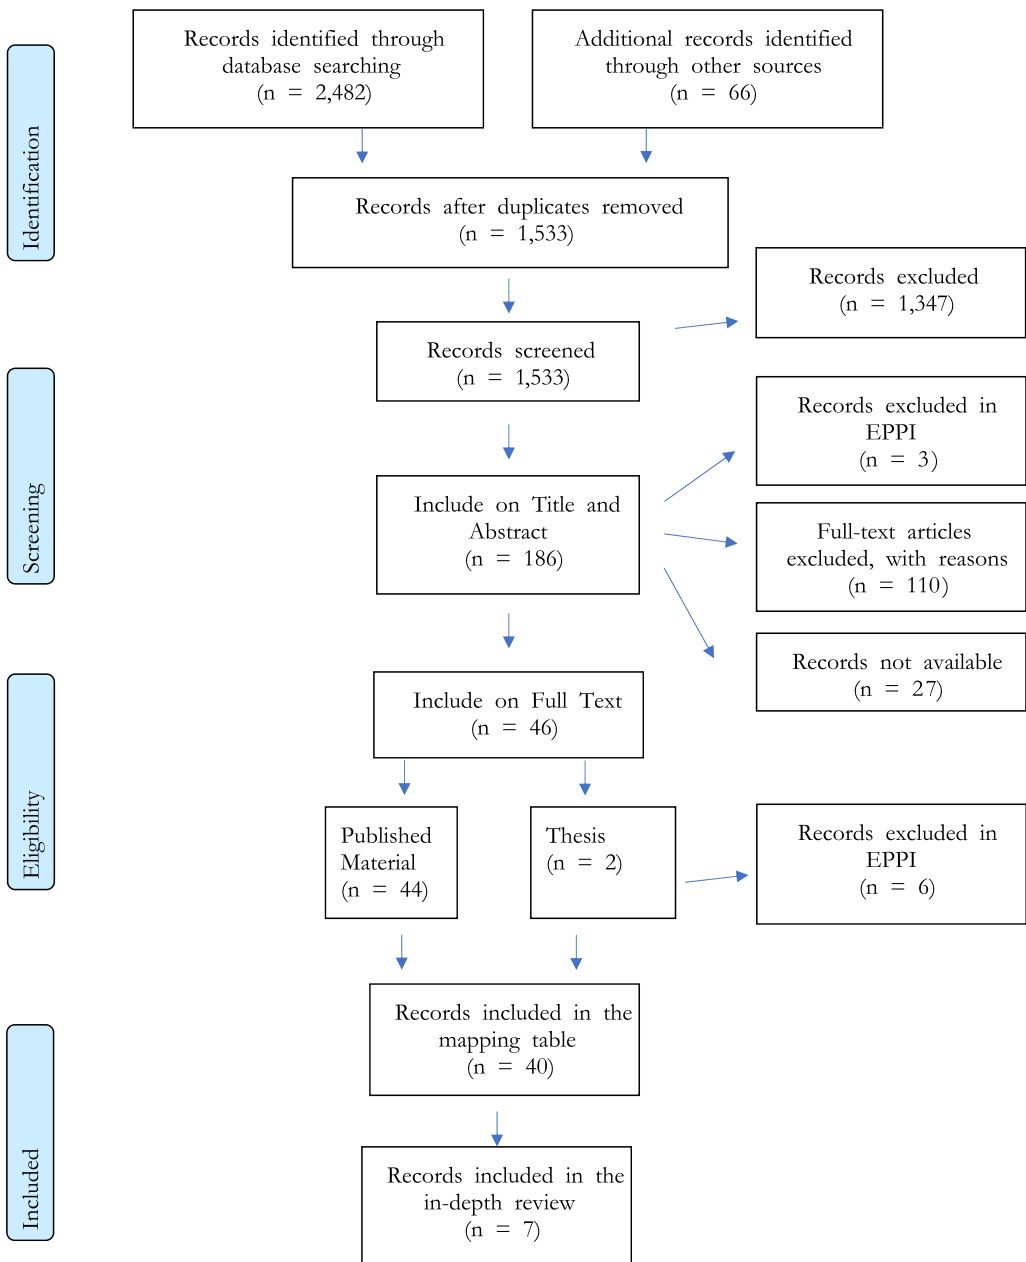 Records identified through
database searching
(n = 2,482)
Additional records identified
through other sources
(n = 66)
Identification
Records after duplicates removed
(n = 1,533)
Records excluded
(n = 1,347)
Records screened
(n = 1,533)
Screening
Records excluded in
EPPI
(n = 3)
Include on Title and
Abstract
(n = 186)
Full-text articles
excluded, with reasons
(n = 110)
Records not available
(n = 27)
Include on Full Text
(n = 46)
Eligibility
Published
Material
(n = 44)
Thesis
(n = 2)
Records excluded in
EPPI
(n = 6)
Records included in the
mapping table
(n = 40)
Included
Records included in the
in-depth review
(n = 7)